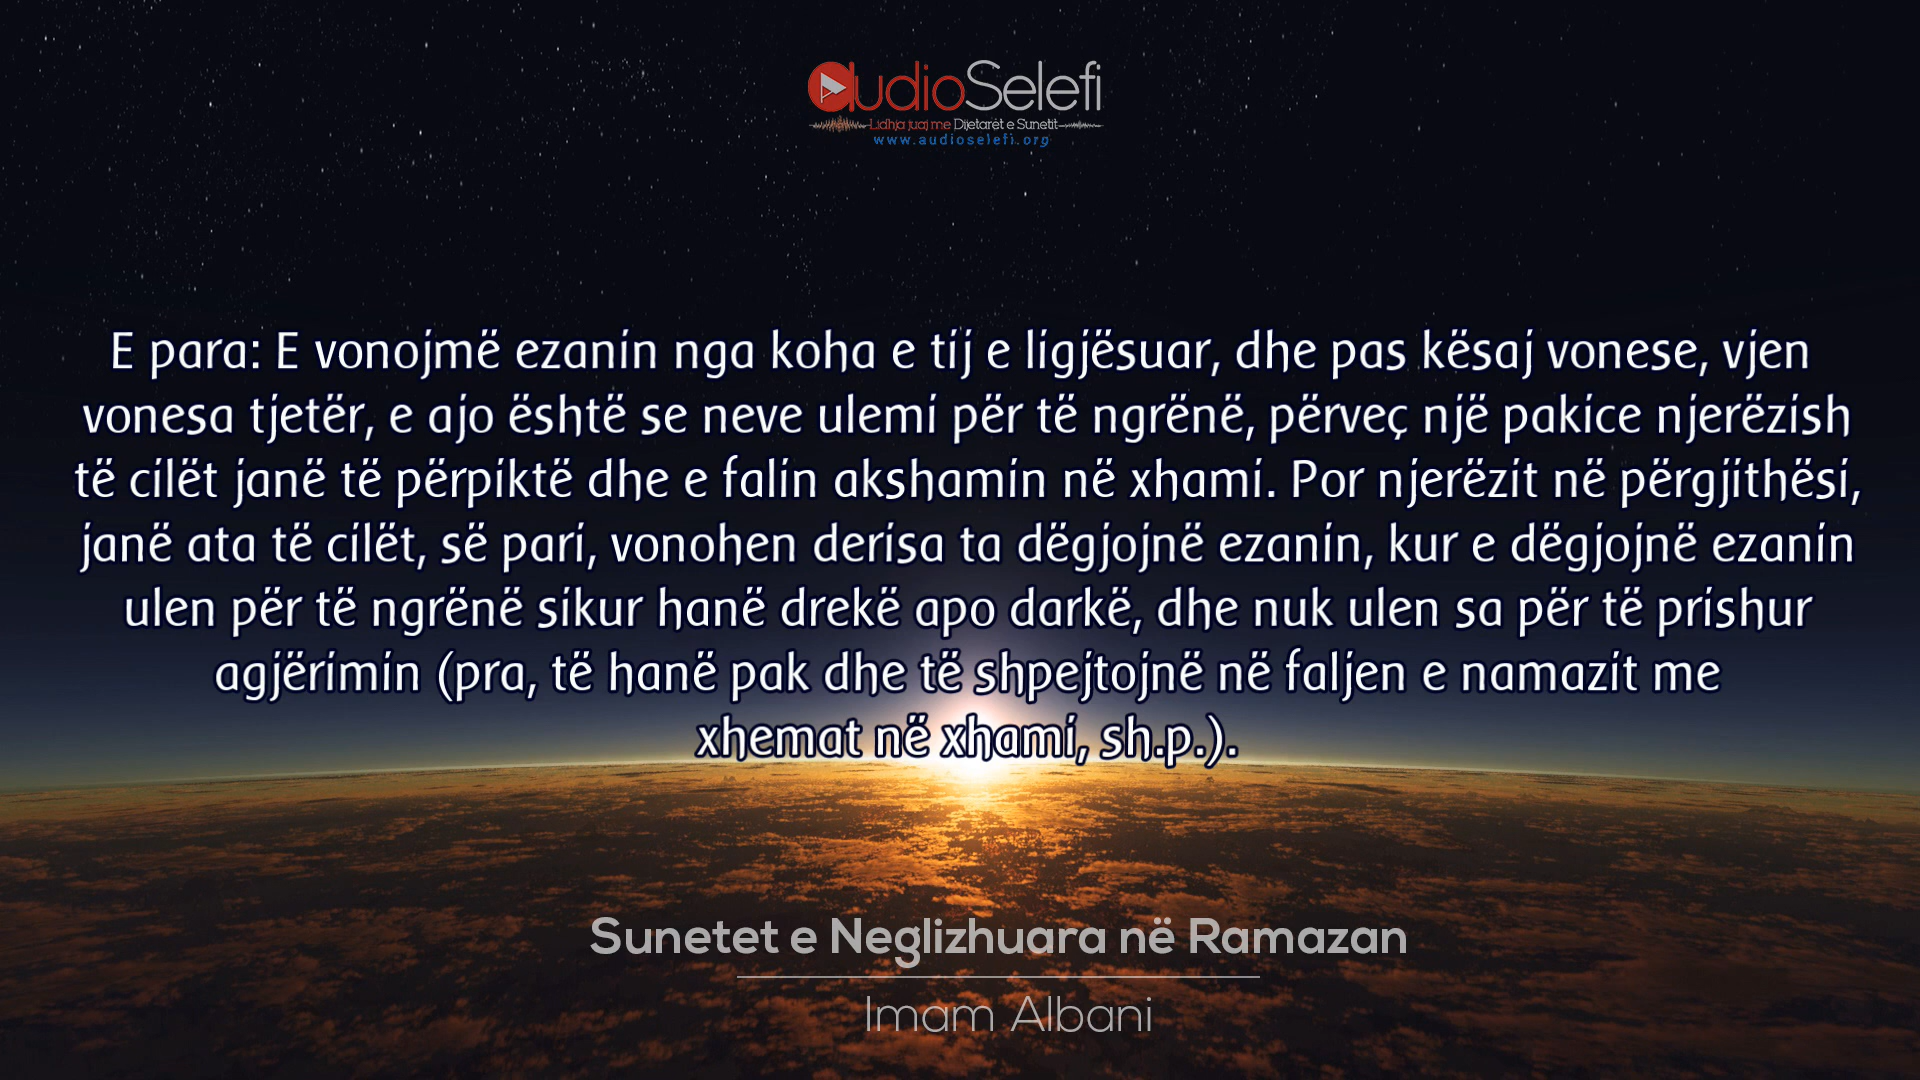 audioSelefi
Lidhja juaj me Dijetarët e Sunetit
www.audioselefi.org
E para: E vonojmë ezanin nga koha e tij e ligjësuar, dhe pas kësaj vonese, vjen
vonesa tjetër, e ajo është se neve ulemi për të ngrënë, përveç një pakice njerëzish
të cilët janë të përpiktë dhe e falin akshamin në xhami. Por njerëzit në përgjithësi,
janë ata të cilët, së pari, vonohen derisa ta dëgjojnë ezanin, kur e dëgjojnë ezanin
ulen për të ngrënë sikur hanë drekë apo darkë, dhe nuk ulen sa për të prishur
agjërimin (pra, të hanë pak dhe të shpejtojnë në faljen e namazit me
xhemat në xhami, sh.p.).
Sunetet e Neglizhuara në Ramazan
Imam Albani